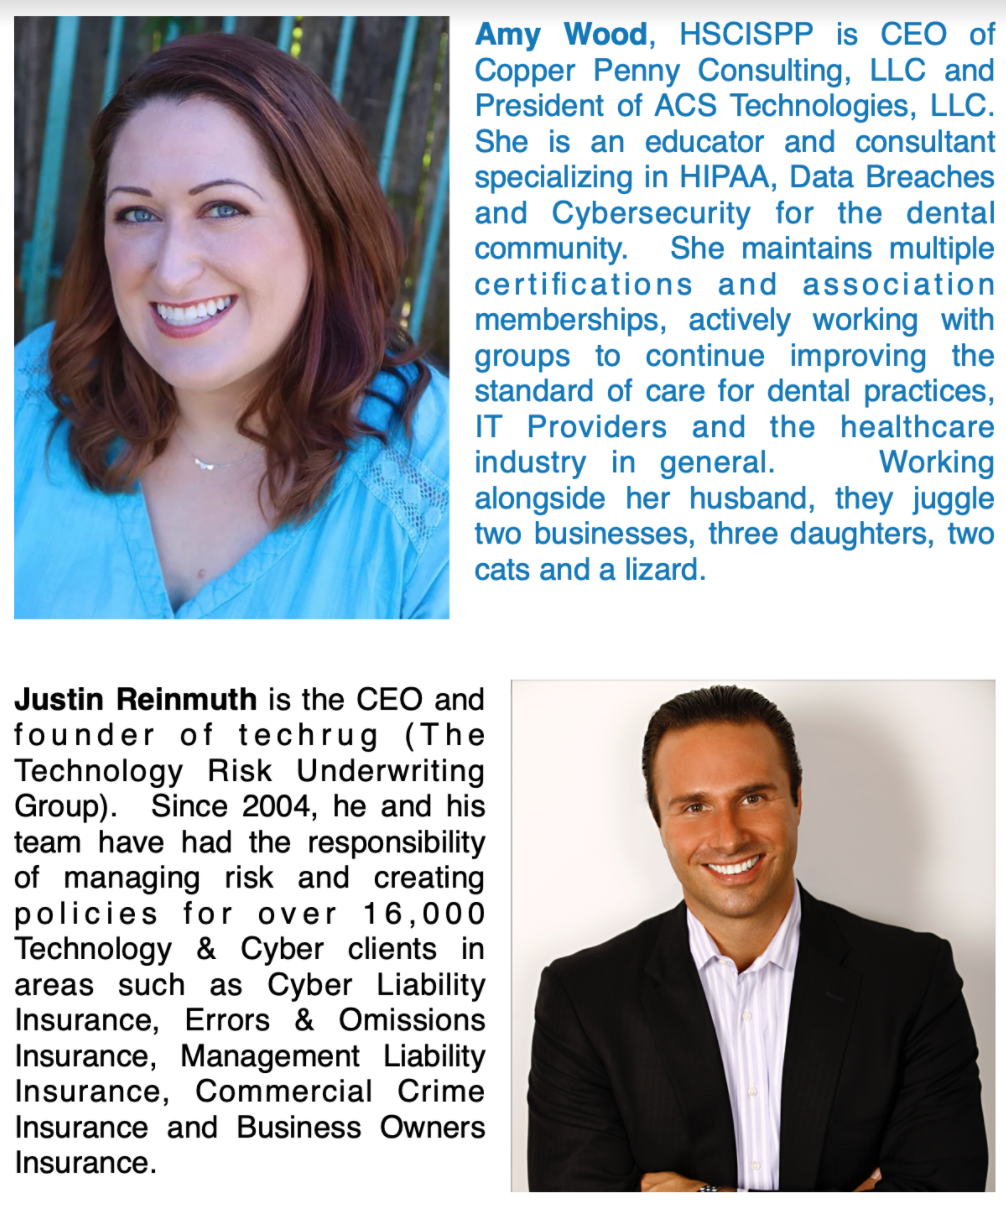 Amy Wood, HSCISPP is CEO of
Copper Penny Consulting, LLC and
President of ACS Technologies, LLC.
She is an educator and consultant
specializing in HIPAA, Data Breaches
and Cybersecurity for the dental
community. She maintains multiple
certifications and association
memberships, actively working with
groups to continue improving the
standard of care for dental practices,
IT Providers and the healthcare
industry in general. Working
alongside her husband, they juggle
two businesses, three daughters, two
cats and a lizard.
Justin Reinmuth is the CEO and
founder of techrug (The
Technology Risk Underwriting
Group). Since 2004, he and his
team have had the responsibility
of managing risk and creating
policies for over 16,000
Technology & Cyber clients in
areas such as Cyber Liability
Insurance, Errors & Omissions
Insurance, Management Liability
Insurance, Commercial Crime
Insurance and Business Owners
Insurance.